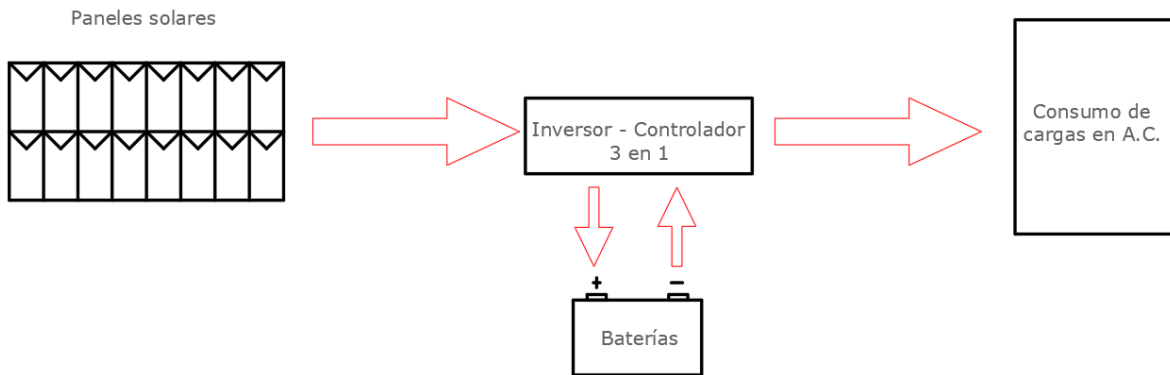 Paneles solares
Inversor - Controlador
3 en 1
Consumo de
cargas en A.C.
+ −
Baterías